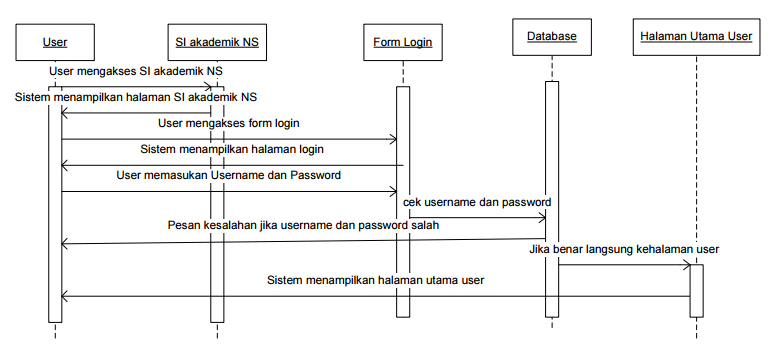 User
SI akademik NS
Form Login
Database
Halaman Utama User
User mengakses SI akademik NS
Sistem menampilkan halaman SI akademik NS
User mengakses form login
Sistem menampilkan halaman login
User memasukan Username dan Password
cek username dan password
Pesan kesalahan jika username dan password salah
Jika benar langsung kehalaman user
Sistem menampilkan halaman utama user